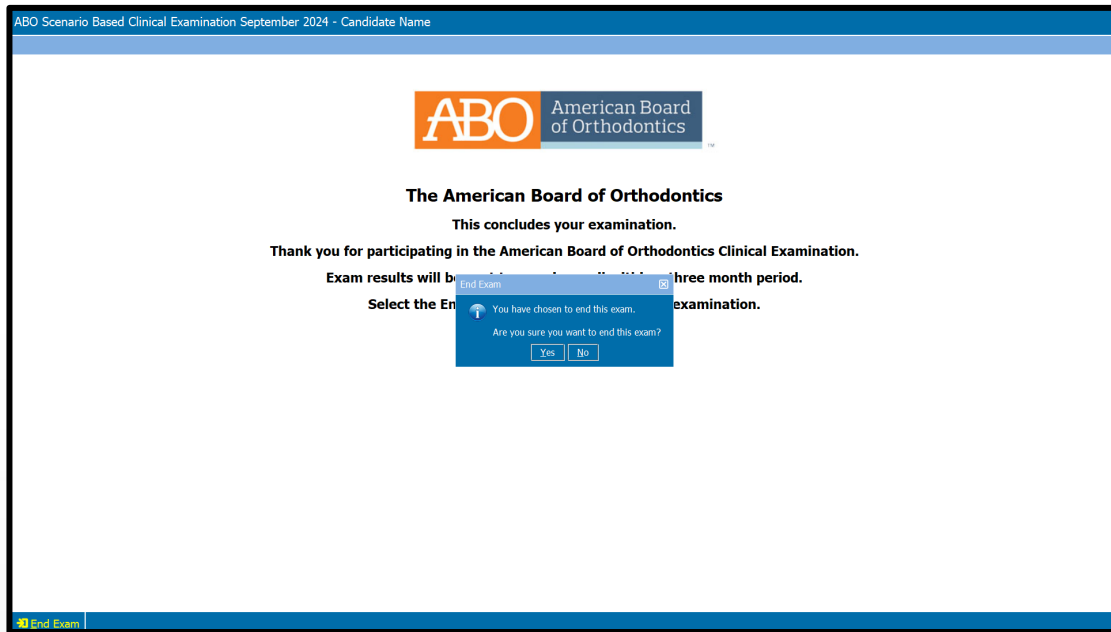 ABO Scenario Based Clinical Examination September 2024 - Candidate Name
ABO American Board
of Orthodontics
TM
The American Board of Orthodontics
This concludes your examination.
Thank you for participating in the American Board of Orthodontics Clinical Examination.
Exam results will three month period.
Select the examination.
End Exam
You have chosen to end this exam.
Are you sure you want to end this exam?
Yes No
End Exam